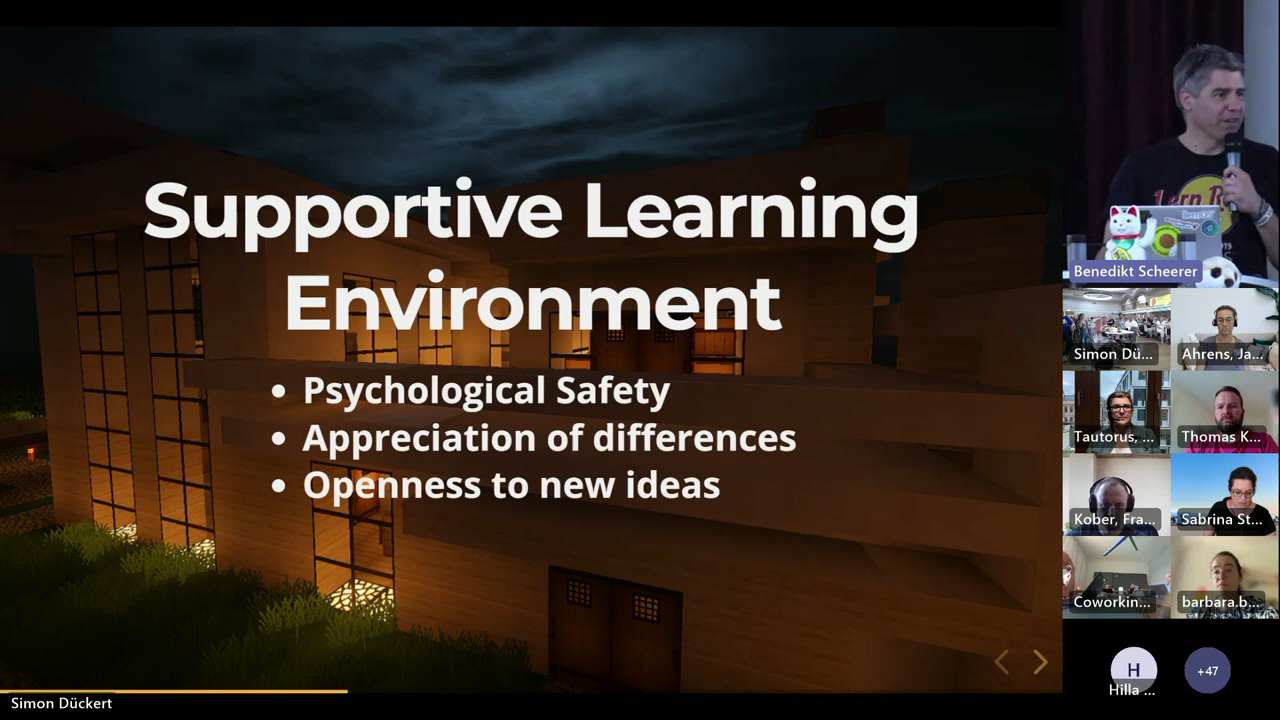 Supportive Learning
Environment
Psychological Safety
Appreciation of differences
Openness to new ideas
Simon Dückert
Benedikt Scheerer
Simon Dü...
Ahrens, Ja...
Tautorus, ...
Thomas K...
Kober, Fra...
Sabrina St...
Coworkin...
barbara.b...
H
Hilla ...
+47